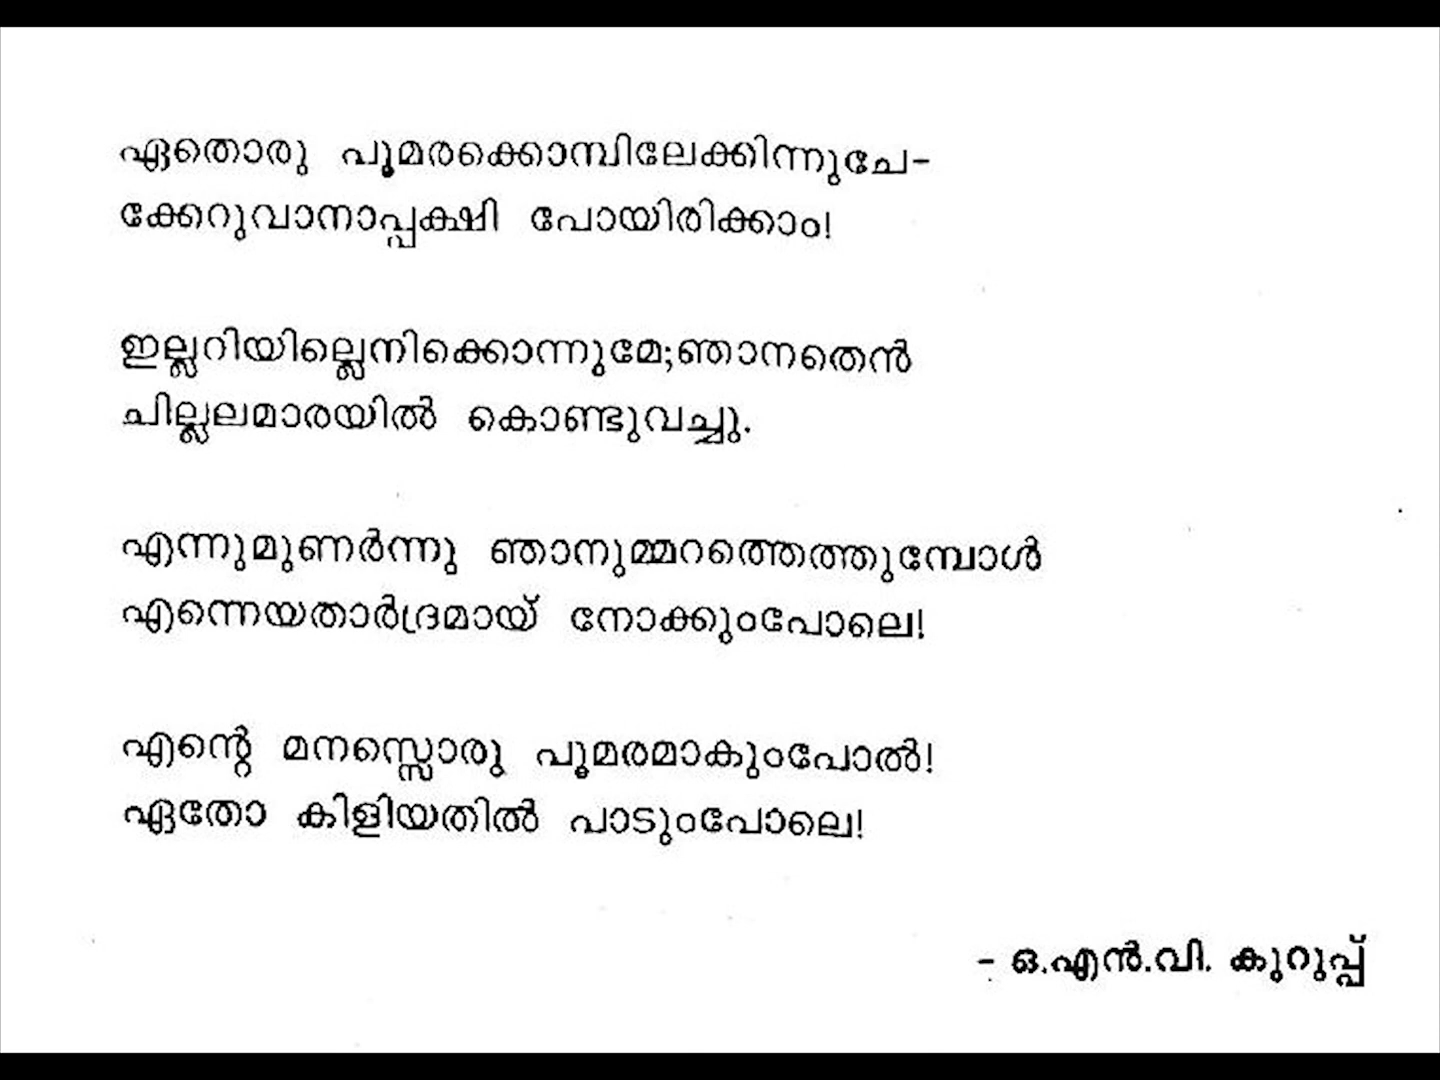 ഏതൊരു പൂമരക്കൊമ്പിലേക്കിന്നുചേ-
ക്കേറുവാനാപ്പക്ഷി പോയിരിക്കാം!
ഇല്ലറിയില്ലെനിക്കൊന്നുമേ;ഞാനതെൻ
ചില്ലലമാരയിൽ കൊണ്ടുവച്ചു.
എന്നുമുണർന്നു ഞാനുമ്മറത്തെത്തുമ്പോൾ
എന്നെയതാർദ്രമായ് നോക്കുംപോലെ!
എന്റെ മനസ്സൊരു പൂമരമാകുംപോൽ!
ഏതോ കിളിയതിൽ പാടുംപോലെ!
- ഒ.എൻ.വി. കുറുപ്പ്